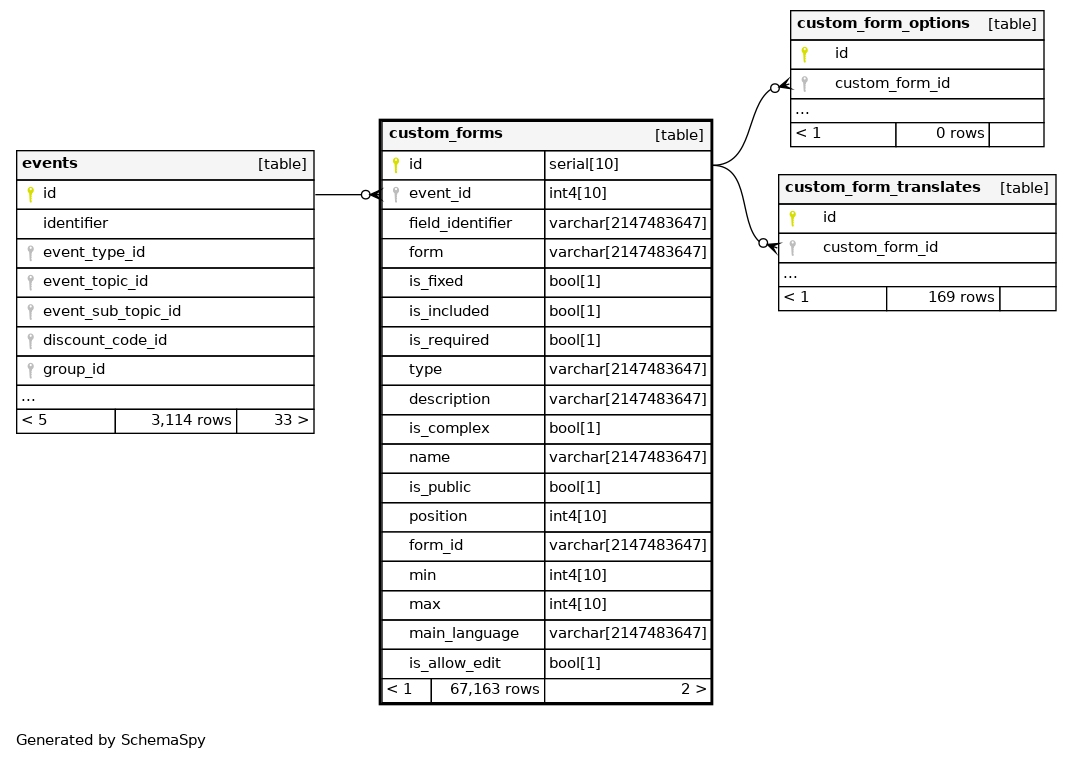 events [table]
id
identifier
event_type_id
event_topic_id
event_sub_topic_id
discount_code_id
group_id
...
< 5 3,114 rows 33 >
custom_forms [table]
id serial[10]
event_id int4[10]
field_identifier varchar[2147483647]
form varchar[2147483647]
is_fixed bool[1]
is_included bool[1]
is_required bool[1]
type varchar[2147483647]
description varchar[2147483647]
is_complex bool[1]
name varchar[2147483647]
is_public bool[1]
position int4[10]
form_id varchar[2147483647]
min int4[10]
max int4[10]
main_language varchar[2147483647]
is_allow_edit bool[1]
< 1 67,163 rows 2 >
custom_form_options [table]
id
custom_form_id
...
< 1 0 rows
custom_form_translates [table]
id
custom_form_id
...
< 1 169 rows
Generated by SchemaSpy